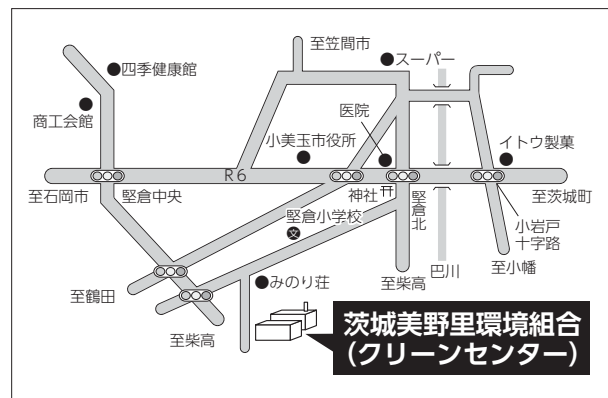 至笠間市
スーパー
四季健康館
医院
商工会館
小美玉市役所
イトウ製菓
R6
至石岡市
堅倉中央
神社
堅倉北
至茨城町
堅倉小学校
文
小岩戸
十字路
至小幡
巴川
至柴高
みのり荘
至鶴田
至柴高
茨城美野里環境組合
(クリーンセンター)